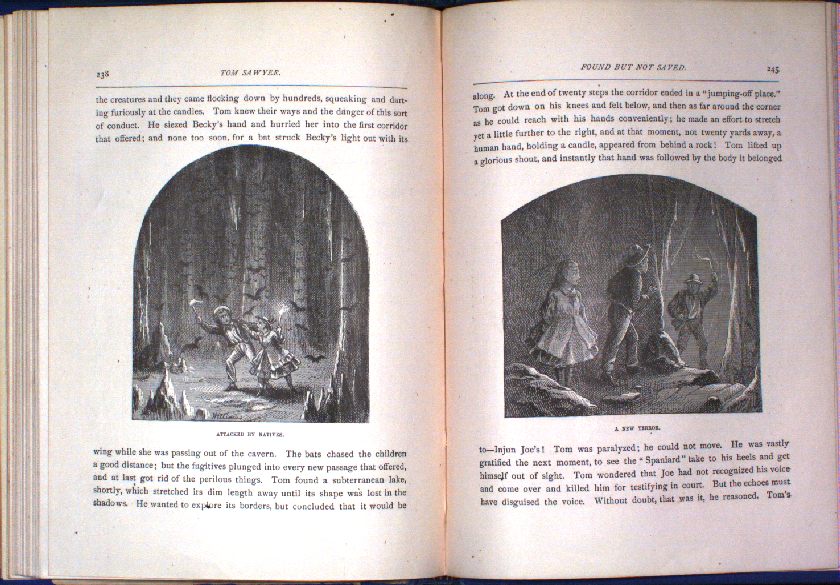 238
TOM SAWYER.
the creatures and they came flocking down by hundreds, squeaking and dart-
ing furiously at the candles. Tom knew their ways and the danger of this sort
of conduct. He siezed Becky's hand and hurried her into the first corridor
that offered; and none too soon, for a bat struck Becky's light out with its
ATTACKED BY NATIVES.
wing while she was passing out of the cavern. The bats chased the children
a good distance; but the fugitives plunged into every new passage that offered,
and at last got rid of the perilous things. Tom found a subterranean lake,
shortly, which stretched its dim length away until its shape was lost in the
shadows. He wanted to explore its borders, but concluded that it would be
FOUND BUT NOT SAVED.
245
along. At the end of twenty steps the corridor ended in a "jumping-off place."
Tom got down on his knees and felt below, and then as far around the corner
as he could reach with his hands conveniently; he made an effort to stretch
yet a little further to the right, and at that moment, not twenty yards away, a
human hand, holding a candle, appeared from behind a rock! Tom lifted up
a glorious shout, and instantly that hand was followed by the body it belonged
A NEW TERROR.
to—Injun Joe's! Tom was paralyzed; he could not move. He was vastly
gratified the next moment, to see the "Spaniard" take to his heels and get
himself out of sight. Tom wondered that Joe had not recognized his voice
and come over and killed him for testifying in court. But the echoes must
have disguised the voice. Without doubt, that was it, he reasoned. Tom's